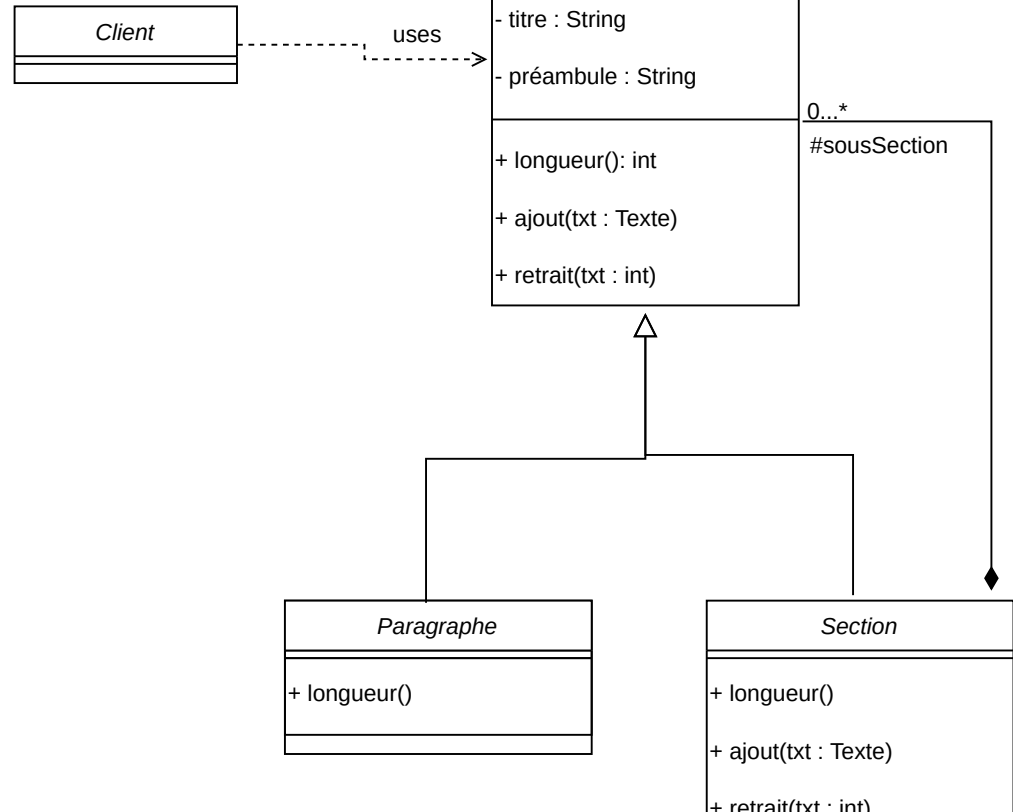 Client
uses
- titre : String
- préambule : String
0...*
#sousSection
+ longueur(): int
+ ajout(txt : Texte)
+ retrait(txt : int)
Paragraphe
+ longueur()
Section
+ longueur()
+ ajout(txt : Texte)
+ retrait(txt : int)